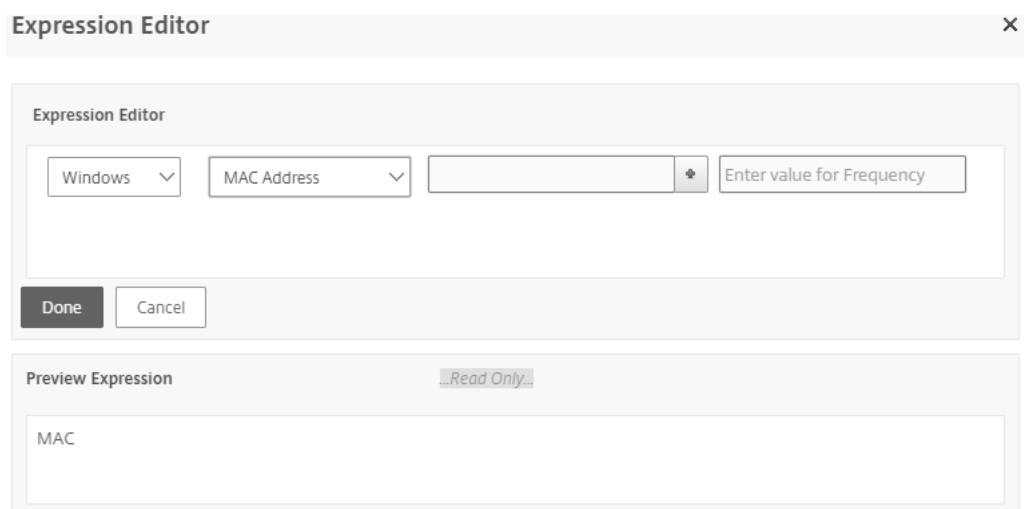 Expression Editor
Expression Editor
Windows MAC Address Enter value for Frequency
Done Cancel
Preview Expression ...Read Only...
MAC